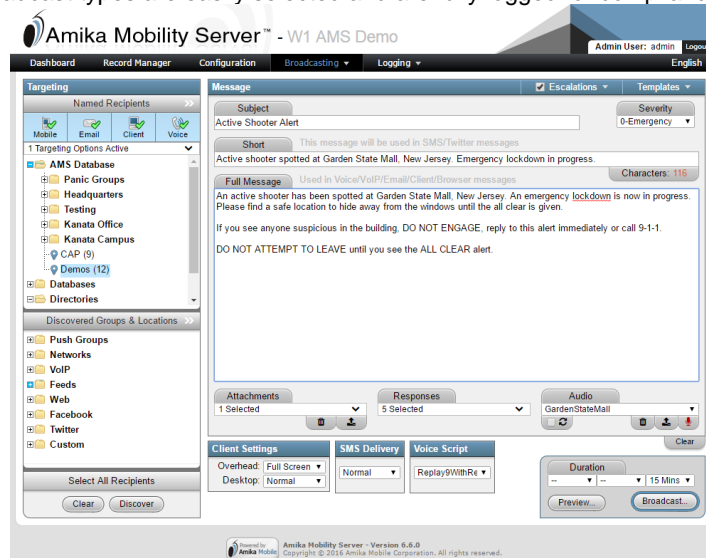 Amika Mobility Server™ - W1 AMS Demo
Admin User: admin Logou
Dashboard Record Manager Configuration Broadcasting Logging English
Targeting
Named Recipients
Mobile Email Client Voice
1 Targeting Options Active
AMS Database
Panic Groups
Headquarters
Testing
Kanata Office
Kanata Campus
CAP (9)
Demos (12)
Databases
Directories
Discovered Groups & Locations
Push Groups
Networks
VoIP
Feeds
Web
Facebook
Twitter
Custom
Select All Recipients
Clear Discover
Message Escalations Templates
Subject Severity
Active Shooter Alert 0-Emergency
Short This message will be used in SMS/Twitter messages
Active shooter spotted at Garden State Mall, New Jersey. Emergency lockdown in progress.
Full Message Used in Voice/VoIP/Email/Client/Browser messages Characters: 116
An active shooter has been spotted at Garden State Mall, New Jersey. An emergency lockdown is now in progress.
Please find a safe location to hide away from the windows until the all clear is given.
If you see anyone suspicious in the building, DO NOT ENGAGE, reply to this alert immediately or call 9-1-1.
DO NOT ATTEMPT TO LEAVE until you see the ALL CLEAR alert.
Attachments Responses Audio
1 Selected 5 Selected GardenStateMall
Clear
Client Settings SMS Delivery Voice Script
Overhead: Full Screen
Desktop: Normal
Normal
Replay9WithRe
Duration
-- -- 15 Mins
Preview... Broadcast...
Powered by
Amika Mobile
Amika Mobility Server - Version 6.6.0
Copyright © 2016 Amika Mobile Corporation. All rights reserved.